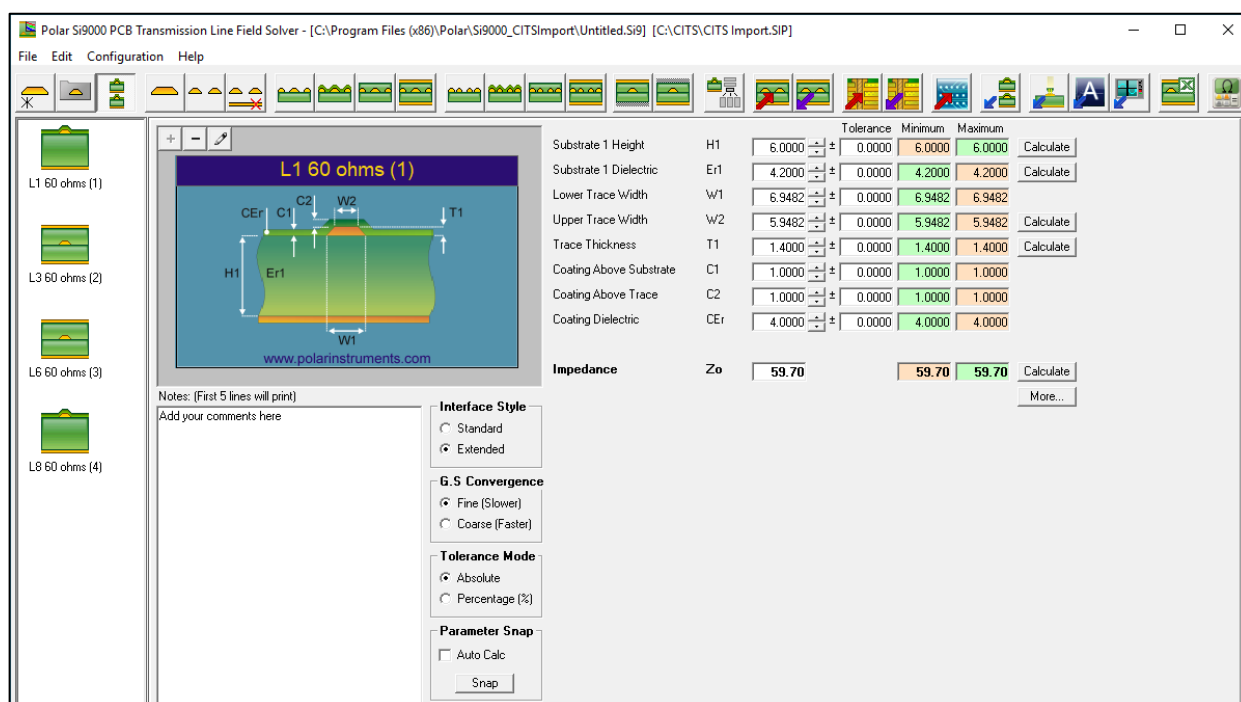 Polar Si9000 PCB Transmission Line Field Solver - [C:\Program Files (x86)\Polar\Si9000_CITSImport\Untitled.Si9] [C:\CITS\CITS Import.SIP]
File Edit Configuration Help
A
L1 60 ohms (1)
L3 60 ohms (2)
L6 60 ohms (3)
L8 60 ohms (4)
L1 60 ohms (1)
CEr C1 C2 W2 T1
H1 Er1
W1
www.polarinstruments.com
Notes: (First 5 lines will print)
Add your comments here
Interface Style
Standard
Extended
G.S Convergence
Fine (Slower)
Coarse (Faster)
Tolerance Mode
Absolute
Percentage (%)
Parameter Snap
Auto Calc
Snap
Tolerance Minimum Maximum
Substrate 1 Height H1 6.0000 ± 0.0000 6.0000 6.0000 Calculate
Substrate 1 Dielectric Er1 4.2000 ± 0.0000 4.2000 4.2000 Calculate
Lower Trace Width W1 6.9482 ± 0.0000 6.9482 6.9482
Upper Trace Width W2 5.9482 ± 0.0000 5.9482 5.9482 Calculate
Trace Thickness T1 1.4000 ± 0.0000 1.4000 1.4000 Calculate
Coating Above Substrate C1 1.0000 ± 0.0000 1.0000 1.0000
Coating Above Trace C2 1.0000 ± 0.0000 1.0000 1.0000
Coating Dielectric CEr 4.0000 ± 0.0000 4.0000 4.0000
Impedance Zo 59.70 59.70 59.70 Calculate
More...